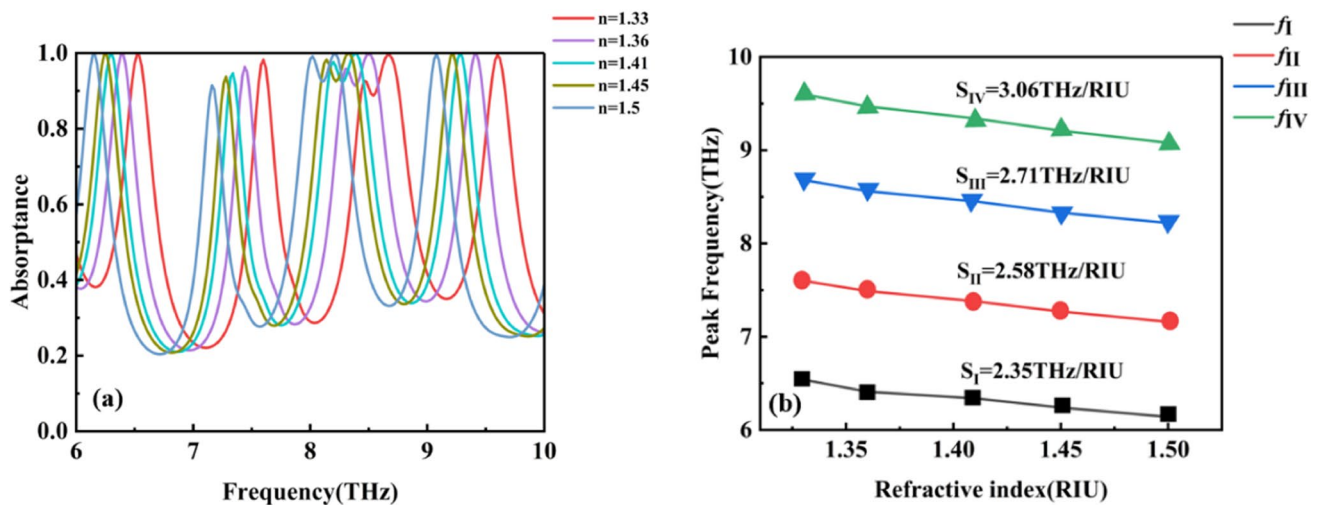 n=1.33
n=1.36
n=1.41
n=1.45
n=1.5
1.0
0.8
0.6
0.4
0.2
0.0
Absorptance
(a)
6 7 8 9 10
Frequency(THz)
fI
fII
fIII
fIV
10
9
8
7
6
Peak Frequency(THz)
SIV=3.06THz/RIU
SIII=2.71THz/RIU
SII=2.58THz/RIU
SI=2.35THz/RIU
(b)
1.35 1.40 1.45 1.50
Refractive index(RIU)